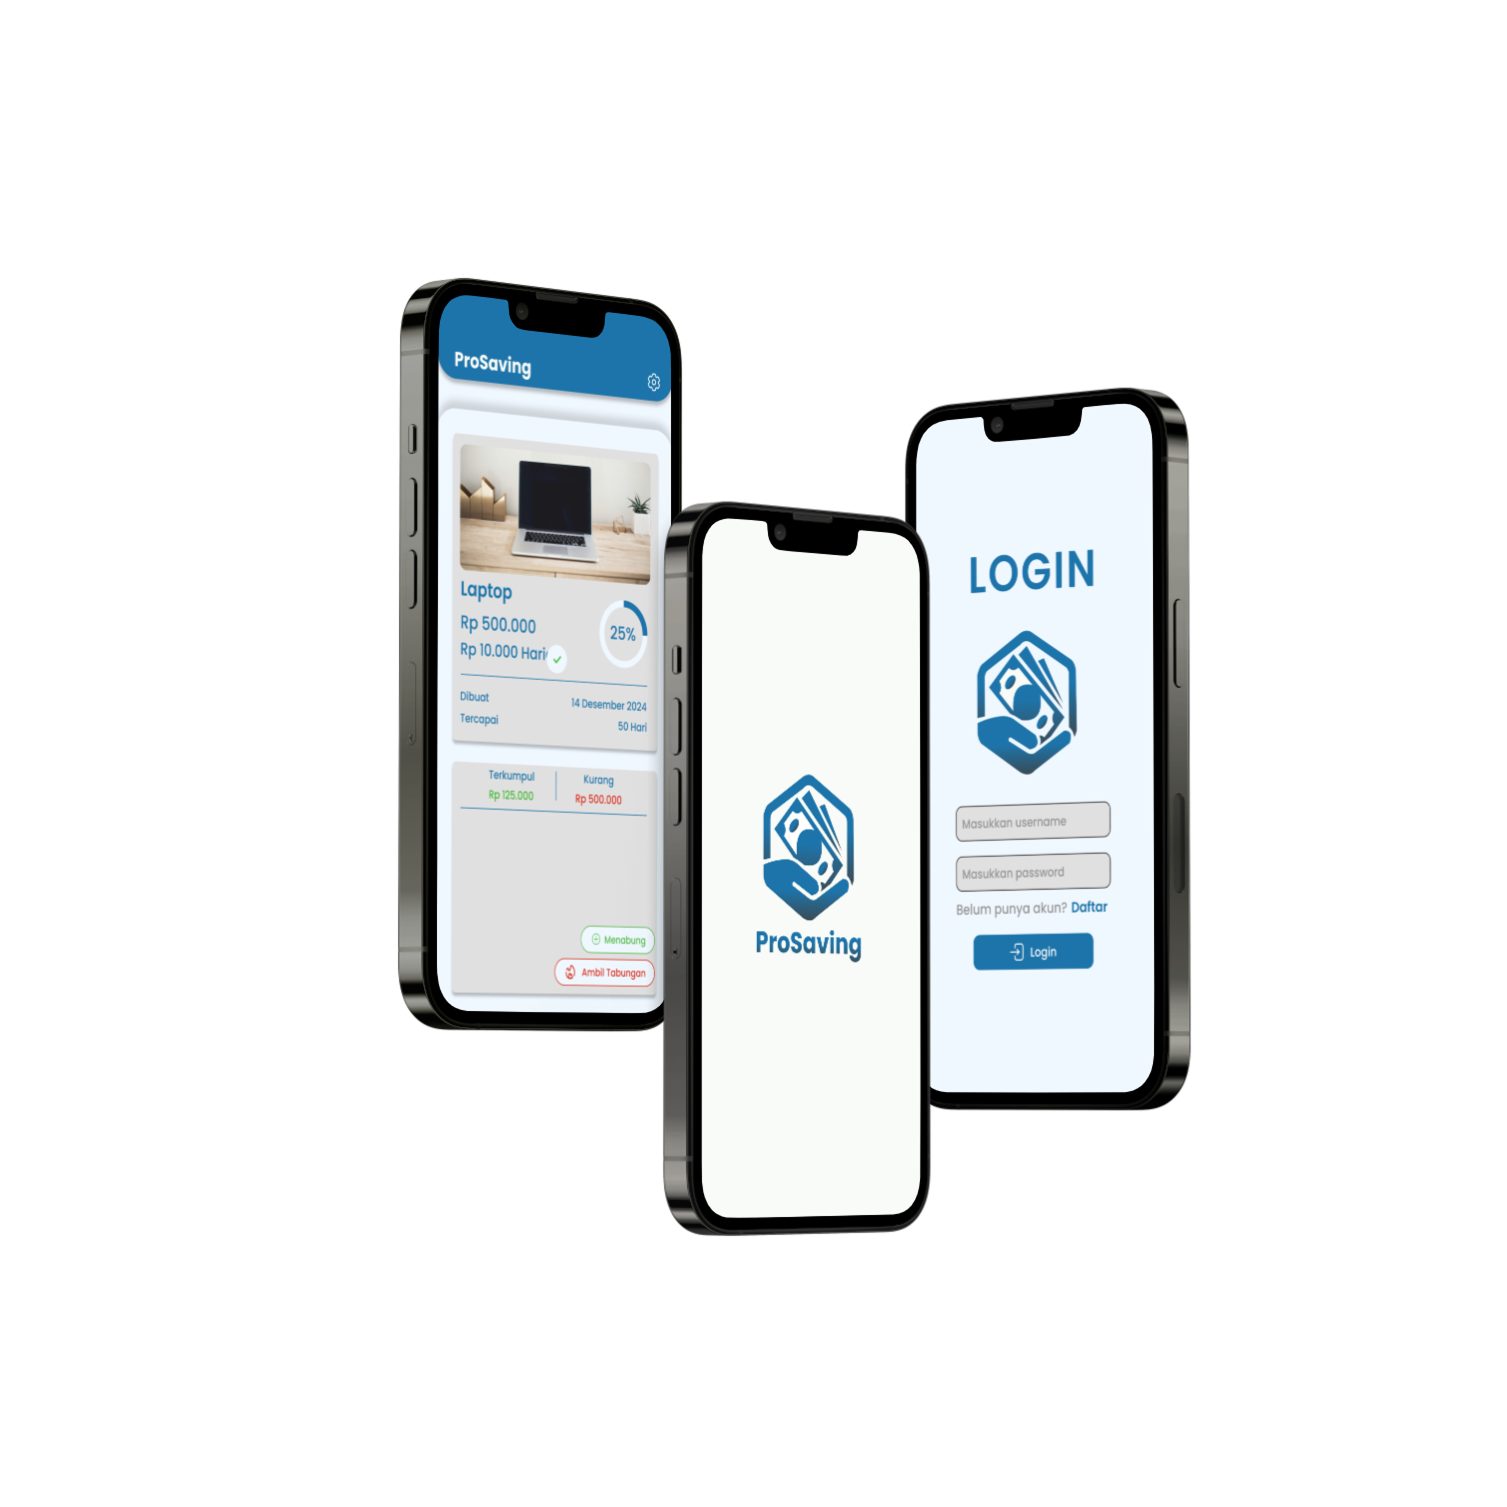 ProSaving
Laptop
Rp 500.000
Rp 10.000 Hari
25%
Dibuat
14 Desember 2024
Tercapai
50 Hari
Terkumpul
Kurang
Rp 125.000
Rp 500.000
Menabung
Ambil Tabungan
ProSaving
LOGIN
Masukkan username
Masukkan password
Belum punya akun? Daftar
Login